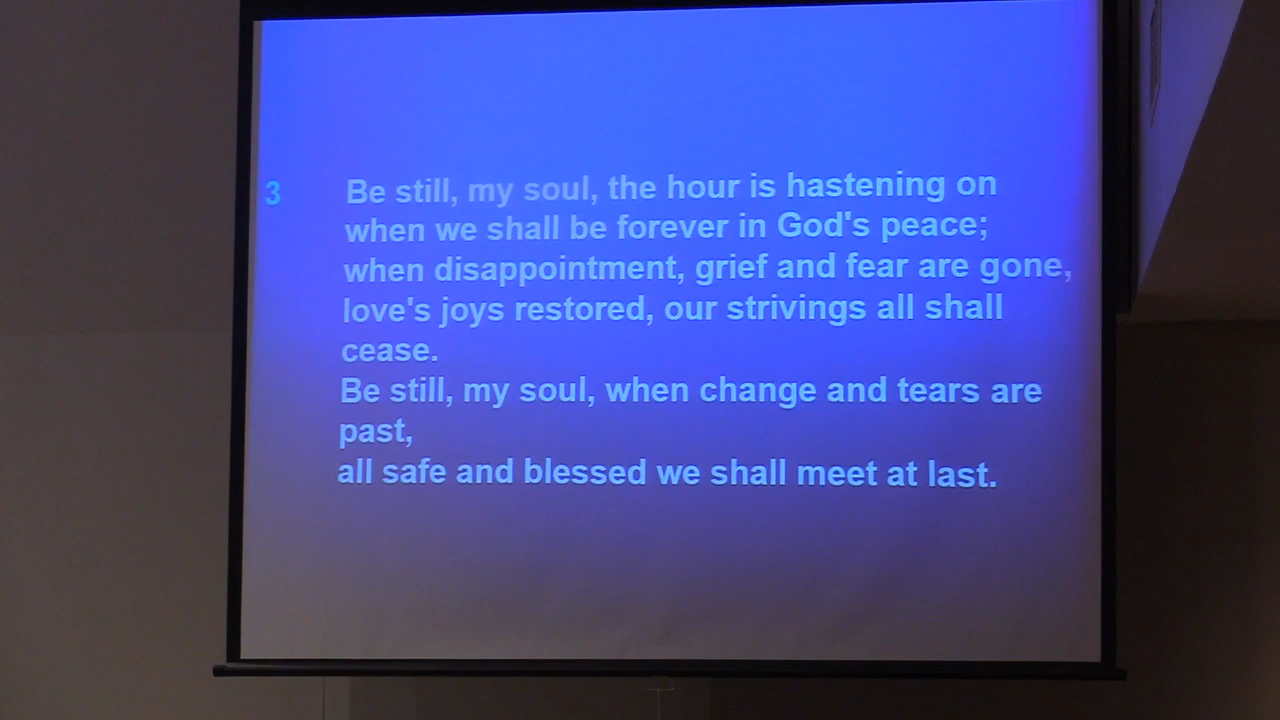 3 Be still, my soul, the hour is hastening on
when we shall be forever in God's peace;
when disappointment, grief and fear are gone,
love's joys restored, our strivings all shall
cease.
Be still, my soul, when change and tears are
past,
all safe and blessed we shall meet at last.